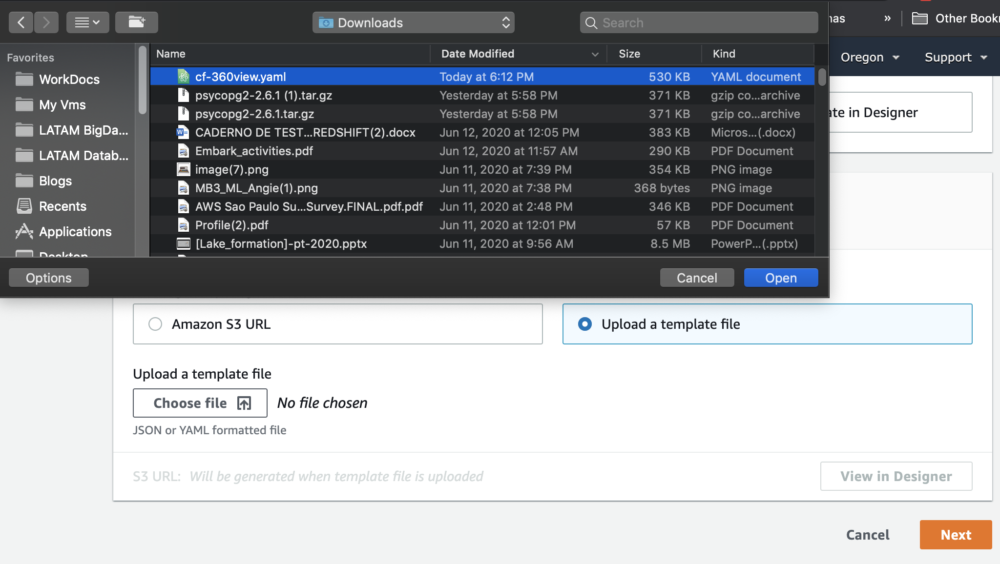 Downloads
Search
nas
»
Other Book
Favorites
WorkDocs
My Vms
LATAM BigDa...
LATAM Datab...
Blogs
Recents
Applications
Desktop
Name Date Modified Size Kind
cf-360view.yaml Today at 6:12 PM 530 KB YAML document
psycopg2-2.6.1 (1).tar.gz Yesterday at 5:58 PM 371 KB gzip co...archive
psycopg2-2.6.1.tar.gz Yesterday at 5:58 PM 371 KB gzip co...archive
CADERNO DE TEST...REDSHIFT(2).docx Jun 12, 2020 at 12:05 PM 383 KB Micros...(.docx)
Embark_activities.pdf Jun 12, 2020 at 11:57 AM 290 KB PDF Document
image(7).png Jun 11, 2020 at 7:39 PM 354 KB PNG image
MB3_ML_Angie(1).png Jun 11, 2020 at 7:38 PM 368 bytes PNG image
AWS Sao Paulo Su...Survey.FINAL.pdf.pdf Jun 11, 2020 at 2:48 PM 346 KB PDF Document
Profile(2).pdf Jun 11, 2020 at 12:01 PM 57 KB PDF Document
[Lake_formation]-pt-2020.pptx Jun 11, 2020 at 9:56 AM 8.5 MB PowerP...(.pptx)
Oregon
Support
ate in Designer
Options
Cancel
Open
Amazon S3 URL
Upload a template file
Upload a template file
Choose file No file chosen
JSON or YAML formatted file
S3 URL: Will be generated when template file is uploaded
View in Designer
Cancel
Next